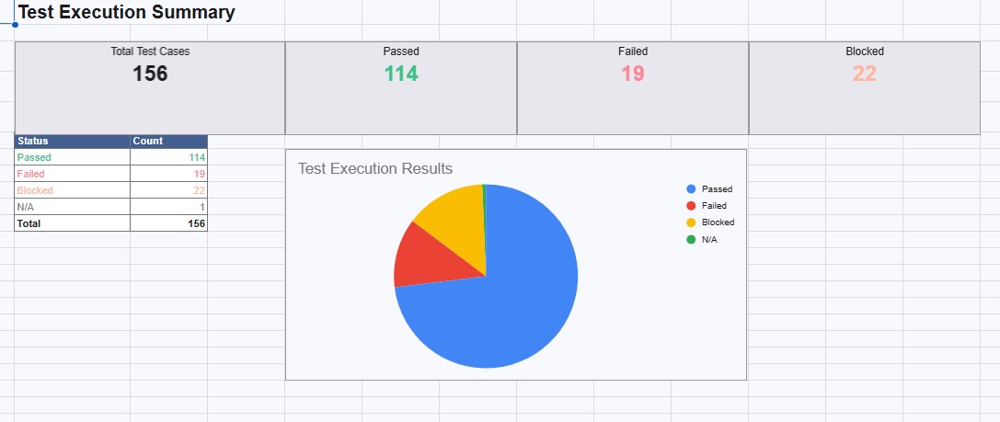 Test Execution Summary
Total Test Cases Passed Failed Blocked
156 114 19 22
Status Count
Passed 114
Failed 19
Blocked 22
N/A 1
Total 156
Test Execution Results
Passed
Failed
Blocked
N/A